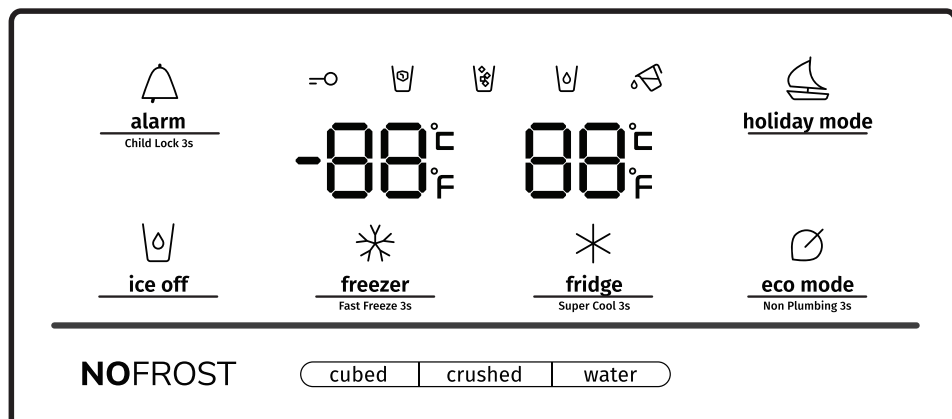 alarm
Child Lock 3s
-88°C °F
88°C °F
holiday mode
ice off
freezer
Fast Freeze 3s
fridge
Super Cool 3s
eco mode
Non Plumbing 3s
NOFROST
cubed
crushed
water